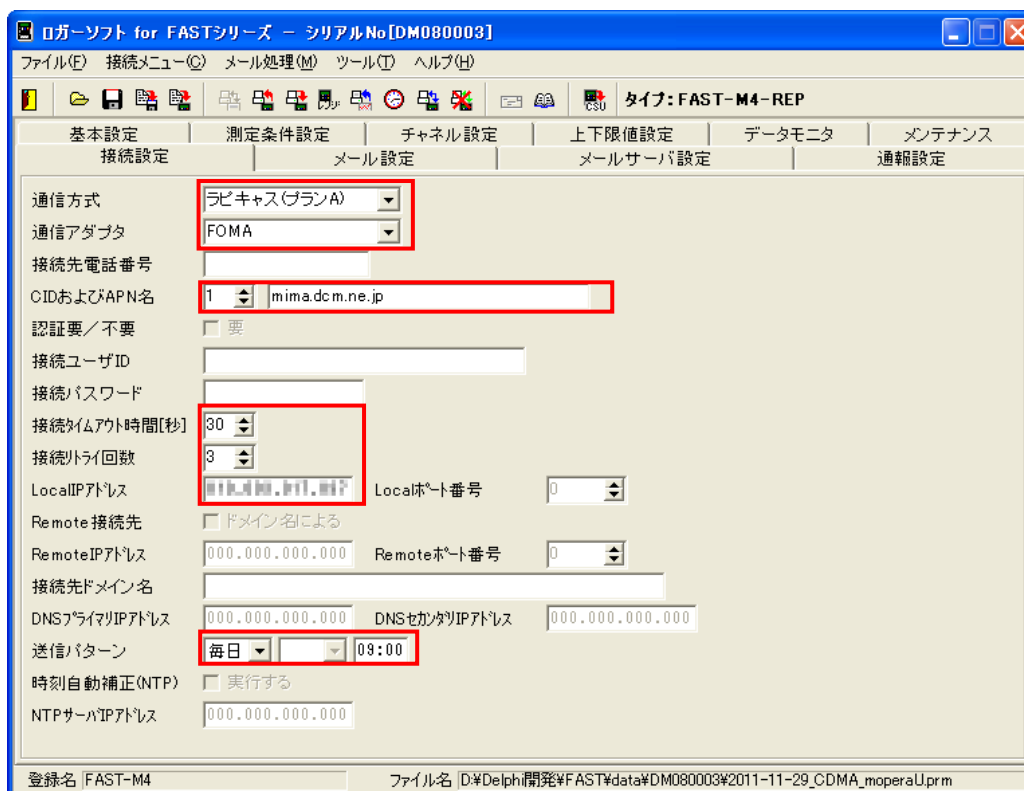 ロガーソフト for FASTシリーズ － シリアルNo[DM080003]
ファイル(F) 接続メニュー(C) メール処理(M) ツール(T) ヘルプ(H)
タイプ:FAST-M4-REP
基本設定 測定条件設定 チャネル設定 上下限値設定 データモニタ メンテナンス
接続設定 メール設定 メールサーバ設定 通報設定
通信方式 ラピキャス(プランA)
通信アダプタ FOMA
接続先電話番号
CIDおよびAPN名 1 mima.dcm.ne.jp
認証要／不要 要
接続ユーザID
接続パスワード
接続ﾀｲﾑｱｳﾄ時間[秒] 30
接続ﾘﾄﾗｲ回数 3
LocalIPｱﾄﾞﾚｽ Localﾎﾟｰﾄ番号 0
Remote接続先 ドメイン名による
RemoteIPｱﾄﾞﾚｽ 000.000.000.000 Remoteﾎﾟｰﾄ番号 0
接続先ドメイン名
DNSﾌﾟﾗｲﾏﾘIPｱﾄﾞﾚｽ 000.000.000.000 DNSｾｶﾝﾀﾞﾘIPｱﾄﾞﾚｽ 000.000.000.000
送信パターン 毎日 09:00
時刻自動補正(NTP) 実行する
NTPｻｰﾊﾞIPｱﾄﾞﾚｽ 000.000.000.000
登録名 FAST-M4 ファイル名 D:¥Delphi開発¥FAST¥data¥DM080003¥2011-11-29_CDMA_moperaU.prm